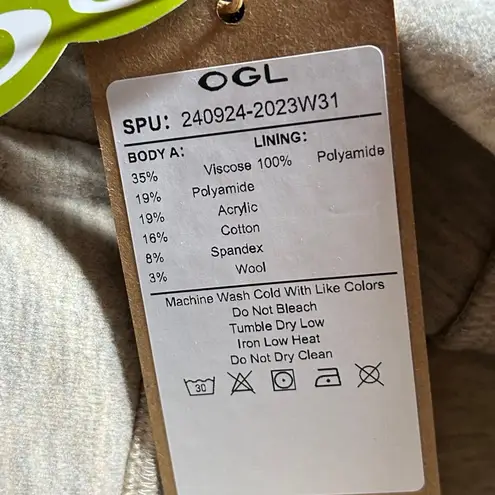 OGL
SPU: 240924-2023W31
BODY A: LINING:
35% Viscose 100% Polyamide
19% Polyamide
19% Acrylic
16% Cotton
8% Spandex
3% Wool
Machine Wash Cold With Like Colors
Do Not Bleach
Tumble Dry Low
Iron Low Heat
Do Not Dry Clean
30